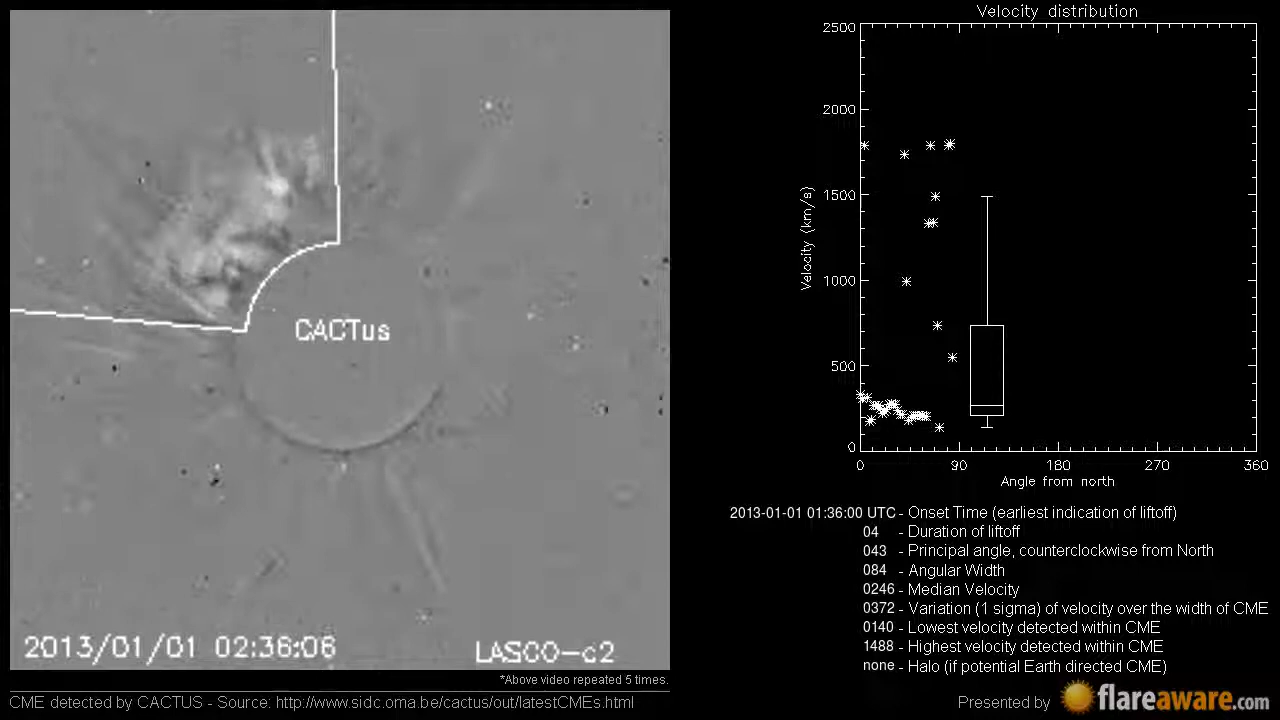 Velocity distribution
2500
2000
1500
1000
500
0
Velocity (km/s)
0 90 180 270 360
Angle from north
CACTus
2013/01/01 02:36:06
LASCO-c2
*Above video repeated 5 times.
CME detected by CACTUS - Source: http://www.sidc.oma.be/cactus/out/latestCMEs.html
2013-01-01 01:36:00 UTC - Onset Time (earliest indication of liftoff)
04 - Duration of liftoff
043 - Principal angle, counterclockwise from North
084 - Angular Width
0246 - Median Velocity
0372 - Variation (1 sigma) of velocity over the width of CME
0140 - Lowest velocity detected within CME
1488 - Highest velocity detected within CME
none - Halo (if potential Earth directed CME)
Presented by flareaware.com